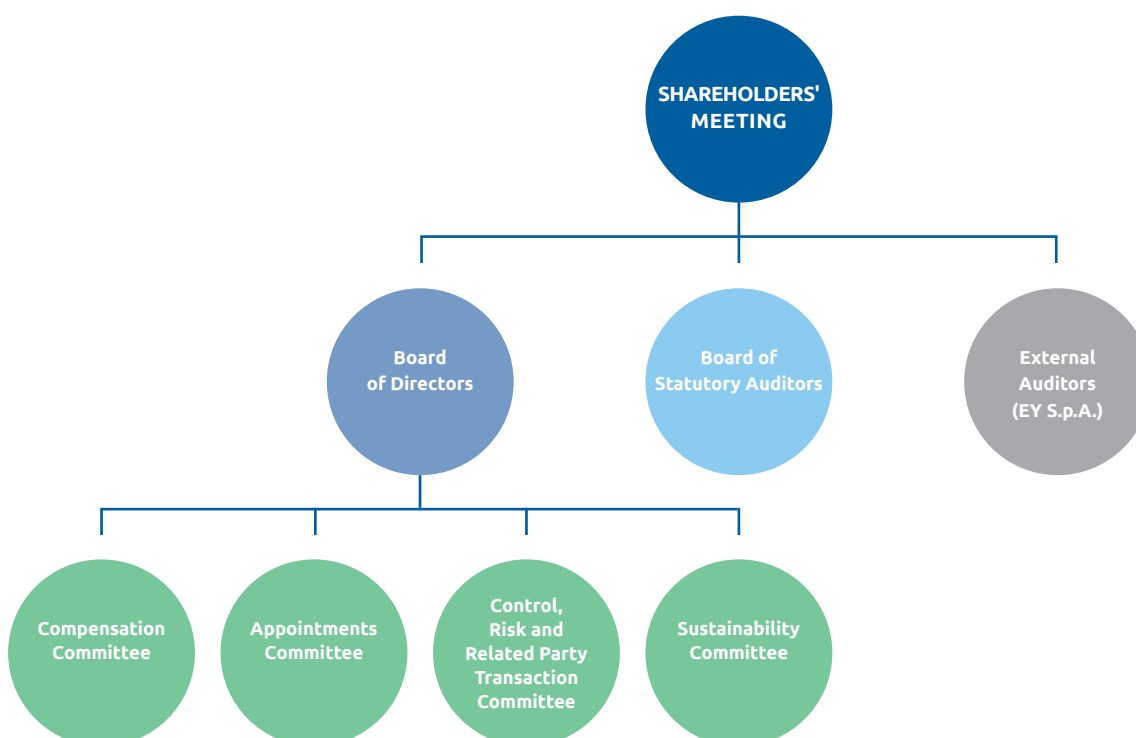 SHAREHOLDERS'
MEETING
Board
of Directors
Board of
Statutory Auditors
External
Auditors
(EY S.p.A.)
Compensation
Committee
Appointments
Committee
Control,
Risk and
Related Party
Transaction
Committee
Sustainability
Committee